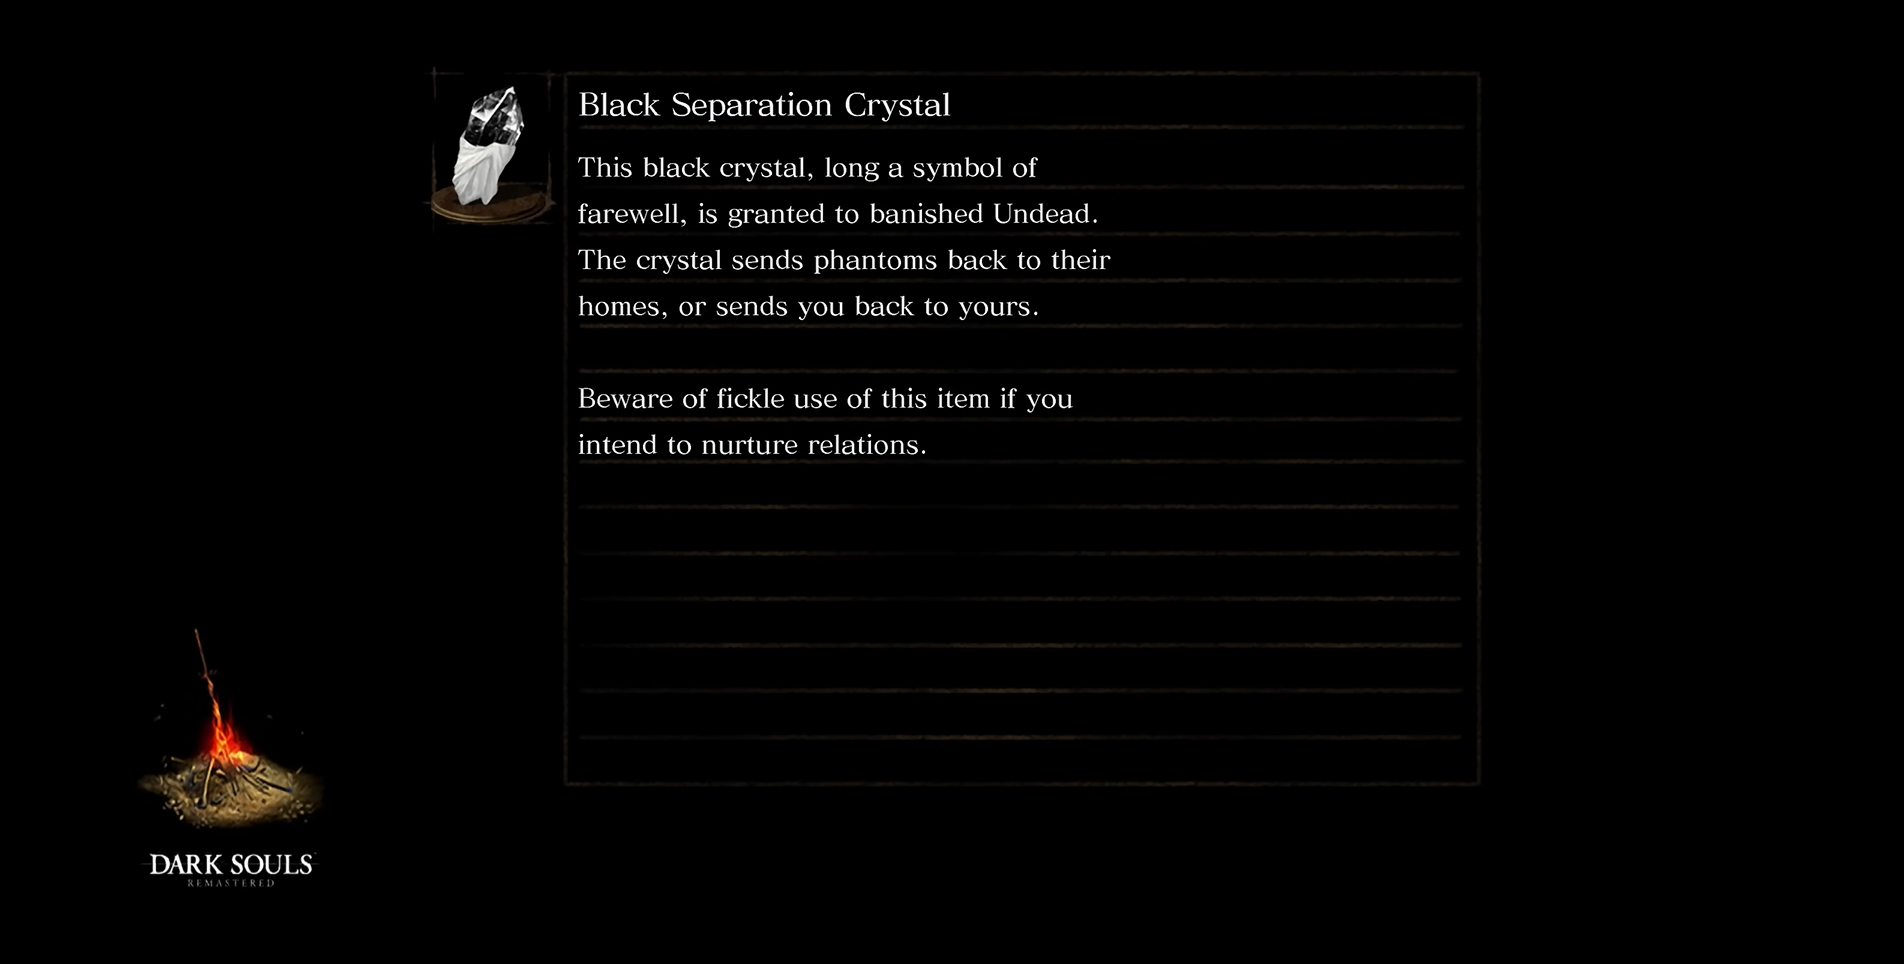 Black Separation Crystal
This black crystal, long a symbol of
farewell, is granted to banished Undead.
The crystal sends phantoms back to their
homes, or sends you back to yours.
Beware of fickle use of this item if you
intend to nurture relations.
DARK SOULS
REMASTERED